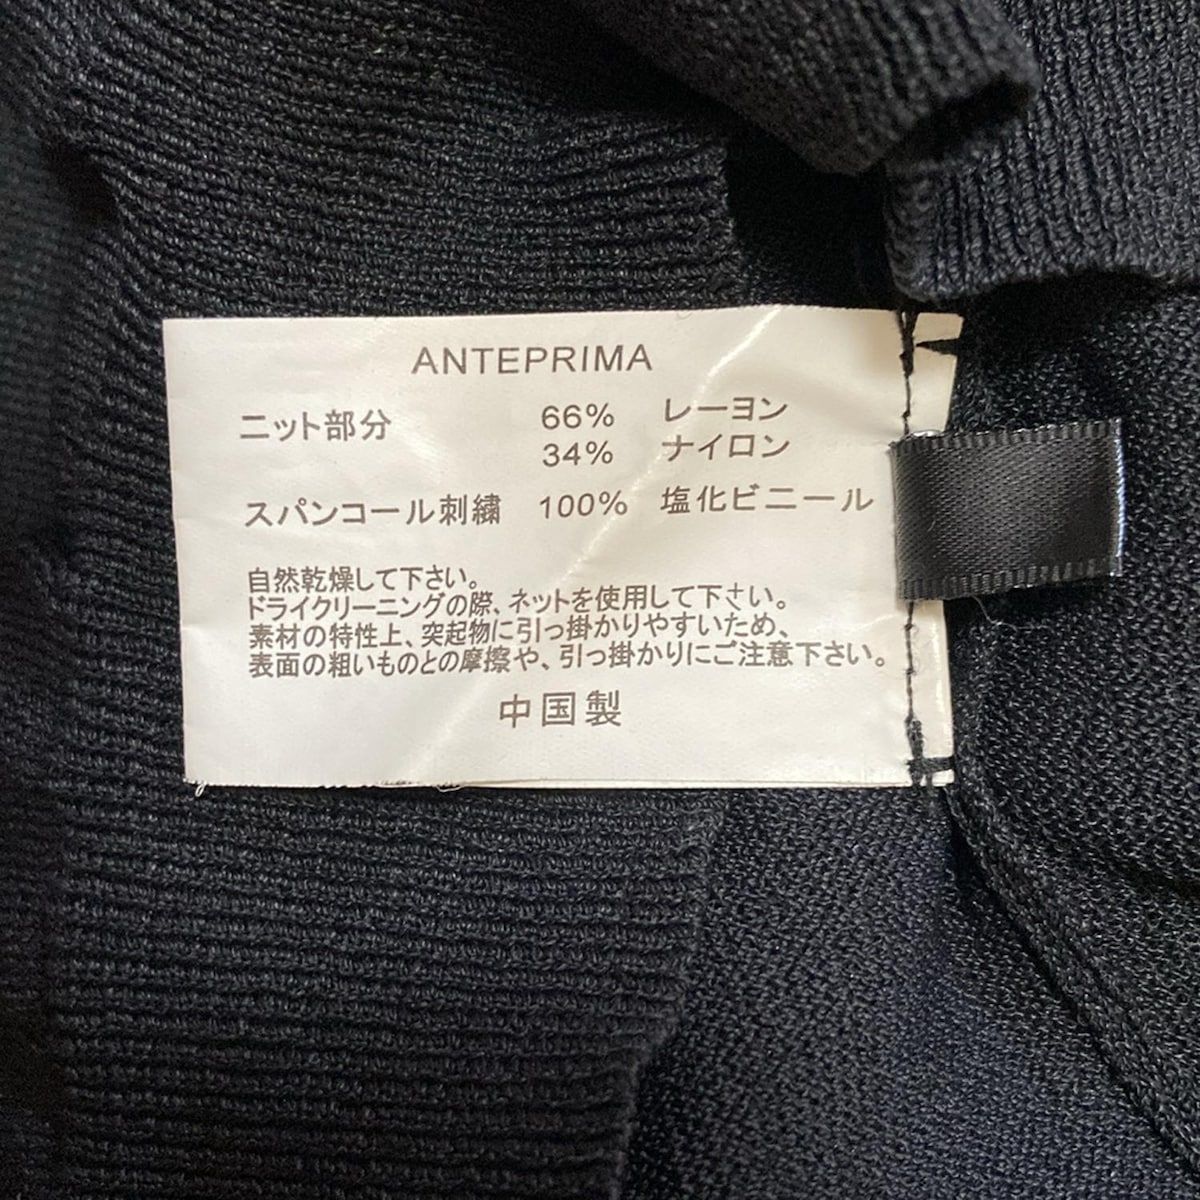 ANTEPRIMA
ニット部分 66% レーヨン
34% ナイロン
スパンコール刺繍 100% 塩化ビニール
自然乾燥して下さい。
ドライクリーニングの際、ネットを使用して下さい。
素材の特性上、突起物に引っ掛かりやすいため、
表面の粗いものとの摩擦や、引っ掛かりにご注意下さい。
中国製